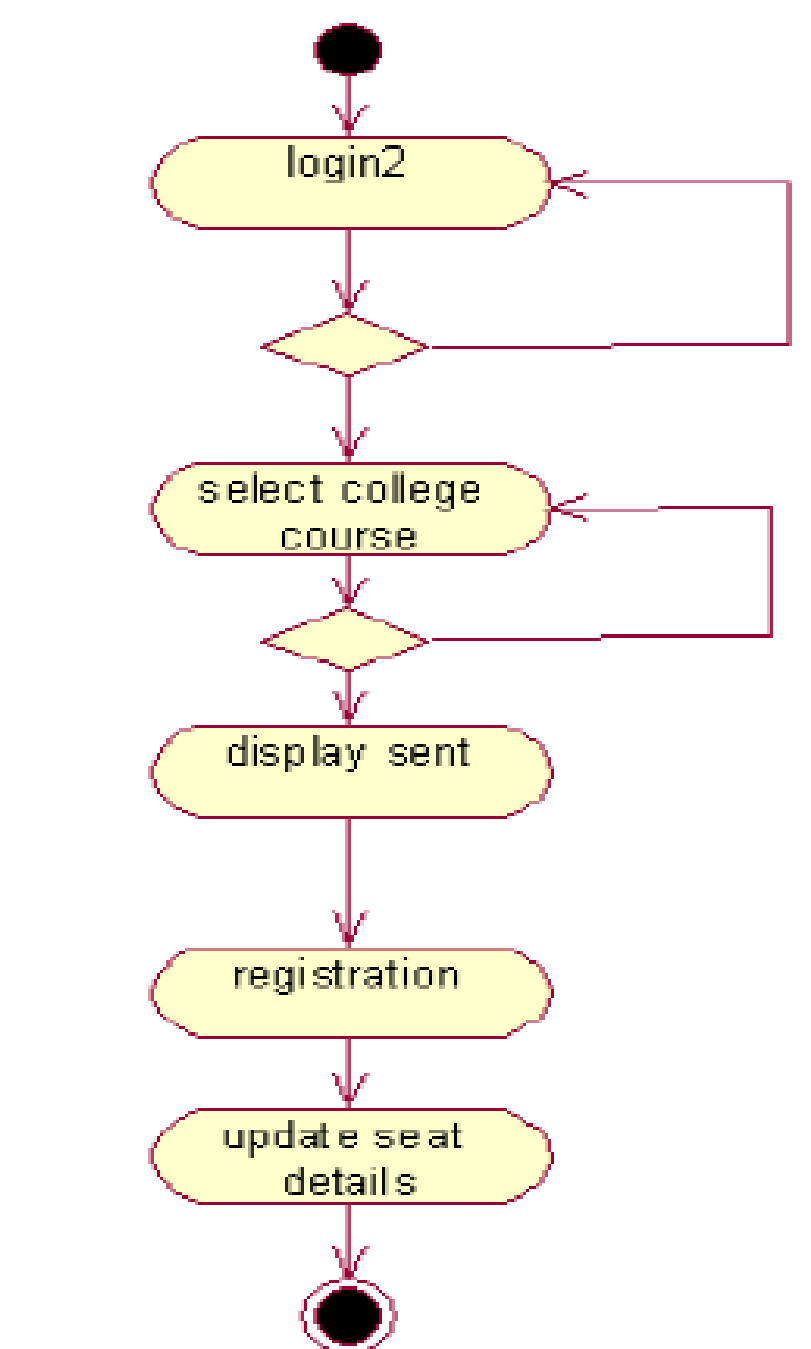 login2
select college
course
display sent
registration
update seat
details